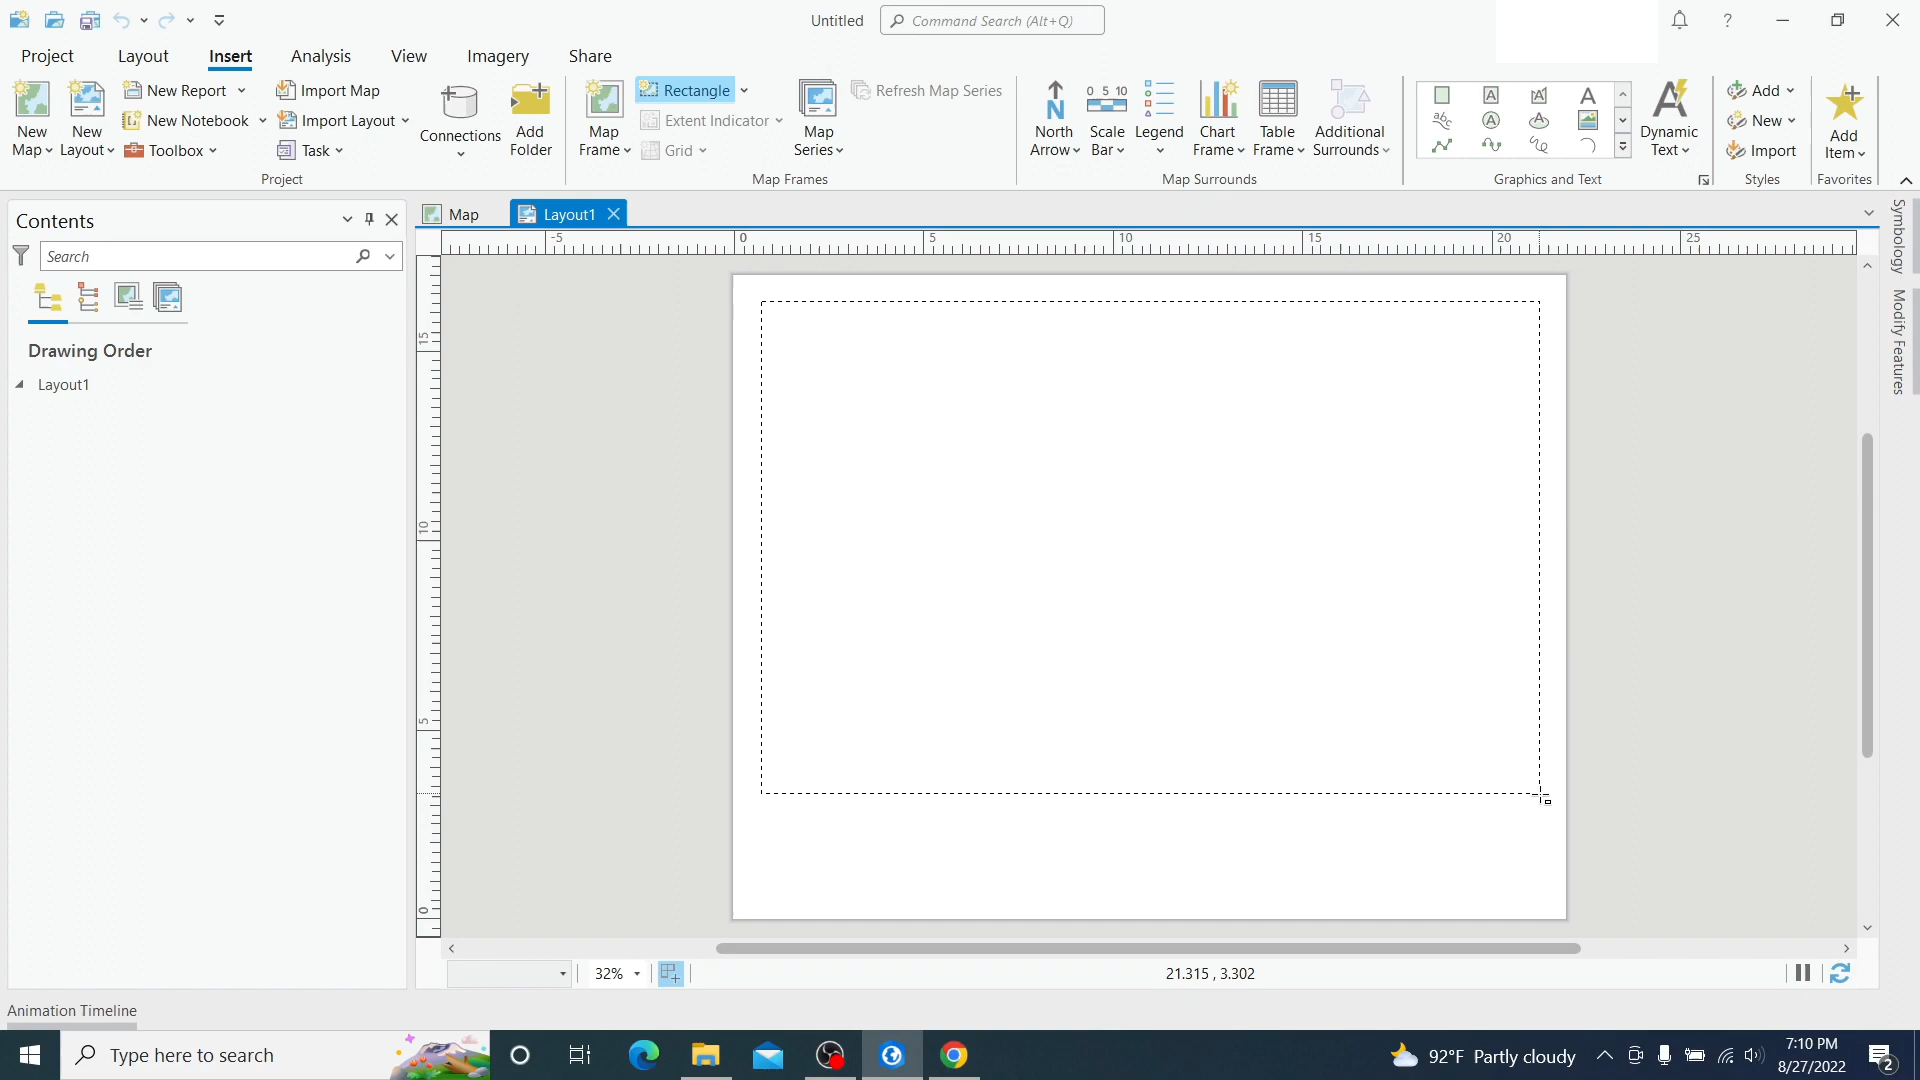 Untitled
Command Search (Alt+Q)
?
Project Layout Insert Analysis View Imagery Share
New Map
New Layout
New Report
New Notebook
Toolbox
Import Map
Import Layout
Task
Connections
Add Folder
Project
Map Frame
Rectangle
Extent Indicator
Grid
Map Series
Refresh Map Series
Map Frames
N
North Arrow
0 5 10
Scale Bar
Legend
Chart Frame
Table Frame
Additional Surrounds
Map Surrounds
A
A
A
abc
A
A
Graphics and Text
A
Dynamic Text
Add
New
Import
Styles
Add Item
Favorites
Contents
Search
Drawing Order
Layout1
Map
Layout1
-5 0 5 10 15 20 25
15
10
5
0
Symbology
Modify Features
32%
21.315 , 3.302
Animation Timeline
Type here to search
92°F Partly cloudy
7:10 PM
8/27/2022
2